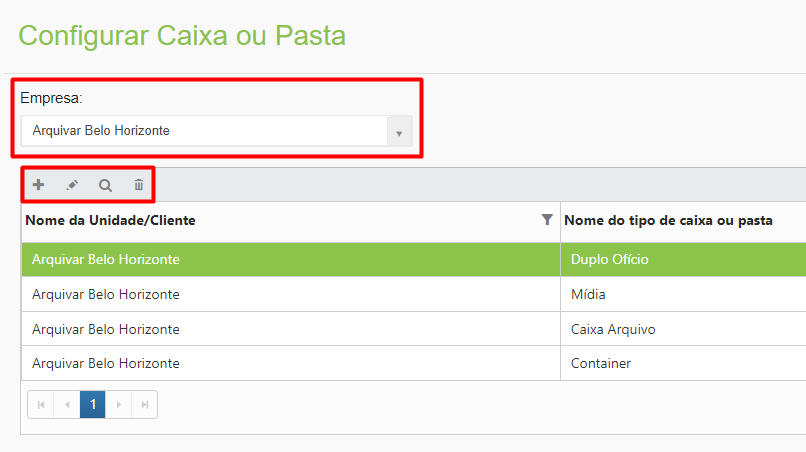 Configurar Caixa ou Pasta
Empresa:
Arquivar Belo Horizonte
Nome da Unidade/Cliente Nome do tipo de caixa ou pasta
Arquivar Belo Horizonte Duplo Ofício
Arquivar Belo Horizonte Mídia
Arquivar Belo Horizonte Caixa Arquivo
Arquivar Belo Horizonte Container
1